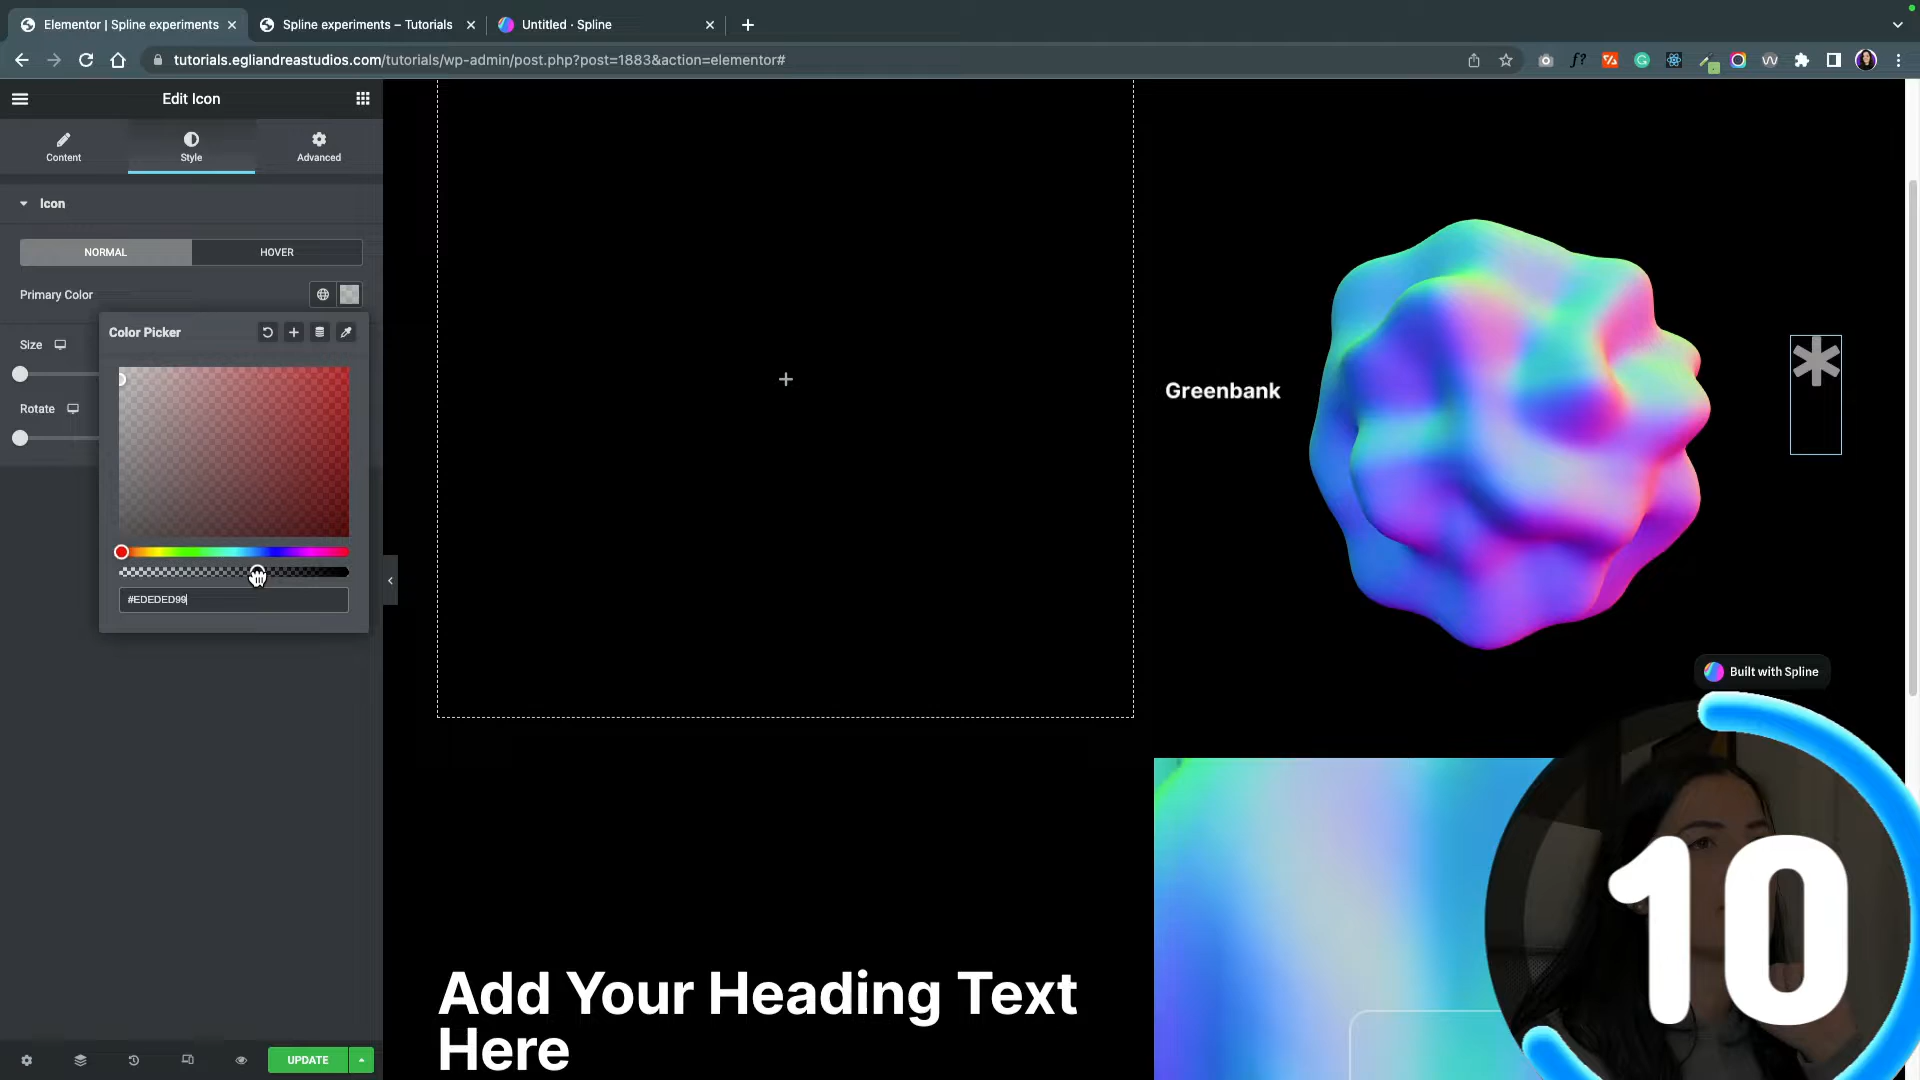 Elementor | Spline experiments
Spline experiments – Tutorials
Untitled · Spline
tutorials.egliandreastudios.com/tutorials/wp-admin/post.php?post=1883&action=elementor#
Edit Icon
Content
Style
Advanced
Icon
NORMAL
HOVER
Primary Color
Color Picker
Size
Rotate
#EDEDED99
UPDATE
Greenbank
Built with Spline
Add Your Heading Text
Here
10